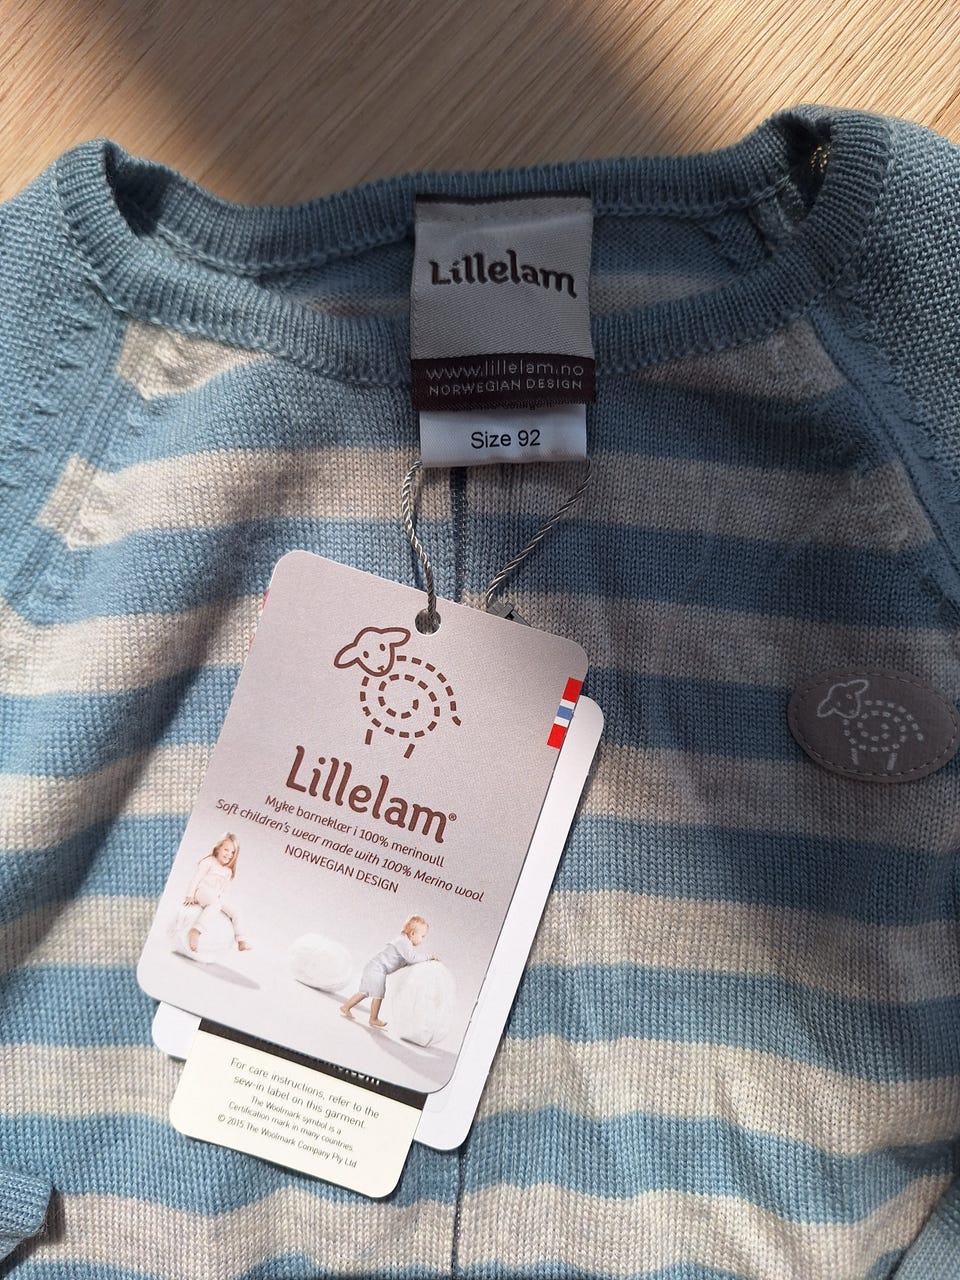 Lillelam
www.lillelam.no
NORWEGIAN DESIGN
Size 92
Lillelam®
Myke barneklær i 100% merinoull
Soft children's wear made with 100% Merino wool
NORWEGIAN DESIGN
For care instructions, refer to the
sew-in label on this garment.
The Woolmark symbol is a
Certification mark in many countries.
© 2015 The Woolmark Company Pty Ltd